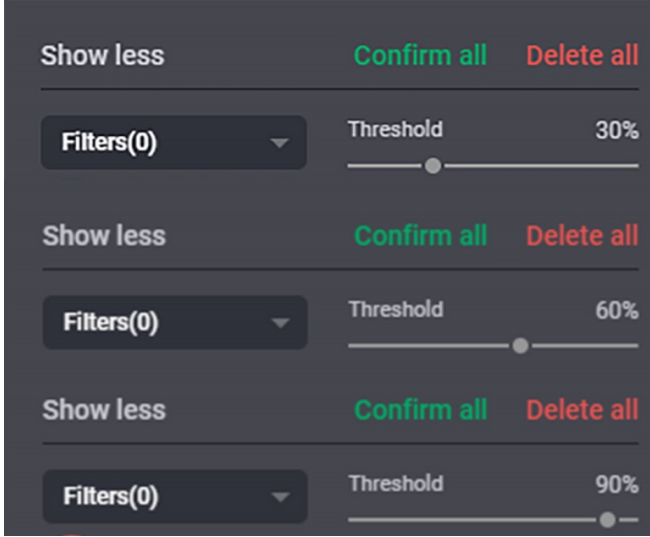 Show less Confirm all Delete all
Filters(0) Threshold 30%
Show less Confirm all Delete all
Filters(0) Threshold 60%
Show less Confirm all Delete all
Filters(0) Threshold 90%